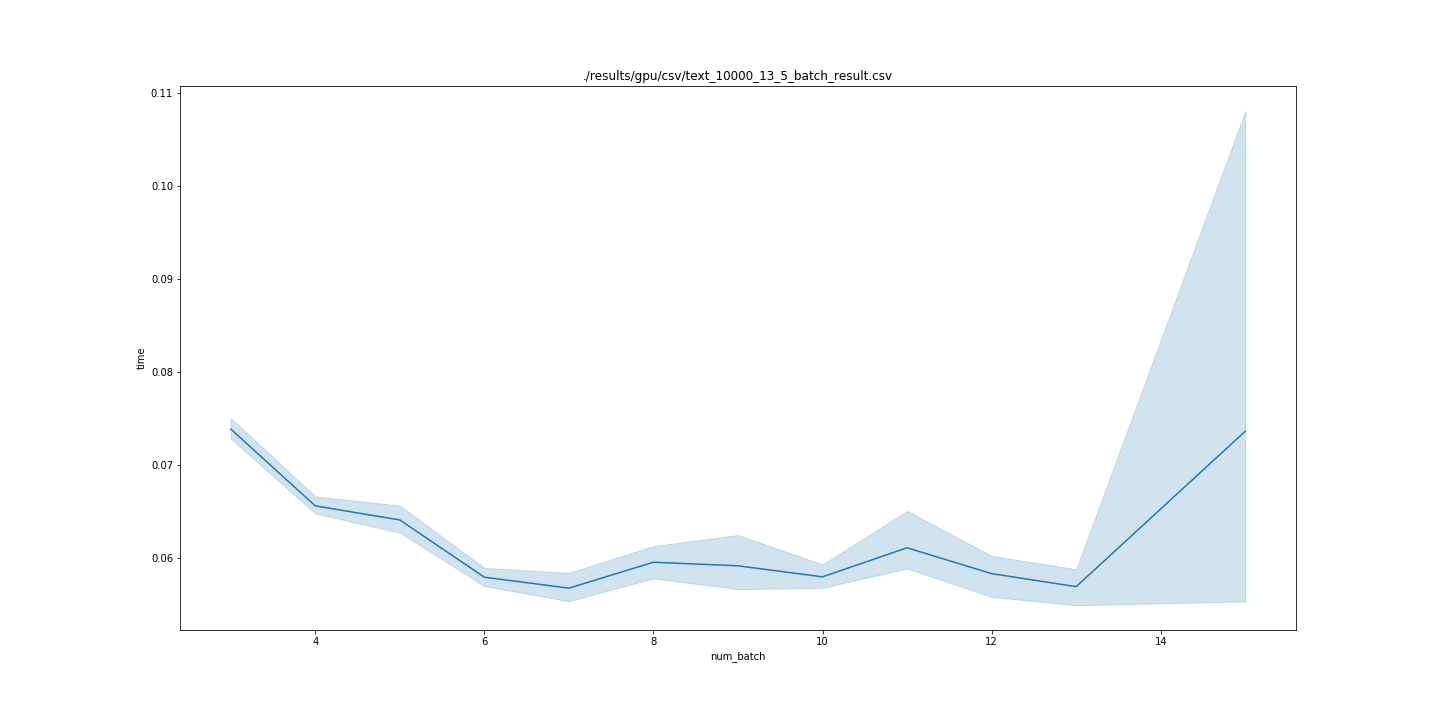 ./results/gpu/csv/text_10000_13_5_batch_result.csv
0.11
0.10
0.09
0.08
0.07
0.06
time
4 6 8 10 12 14
num_batch